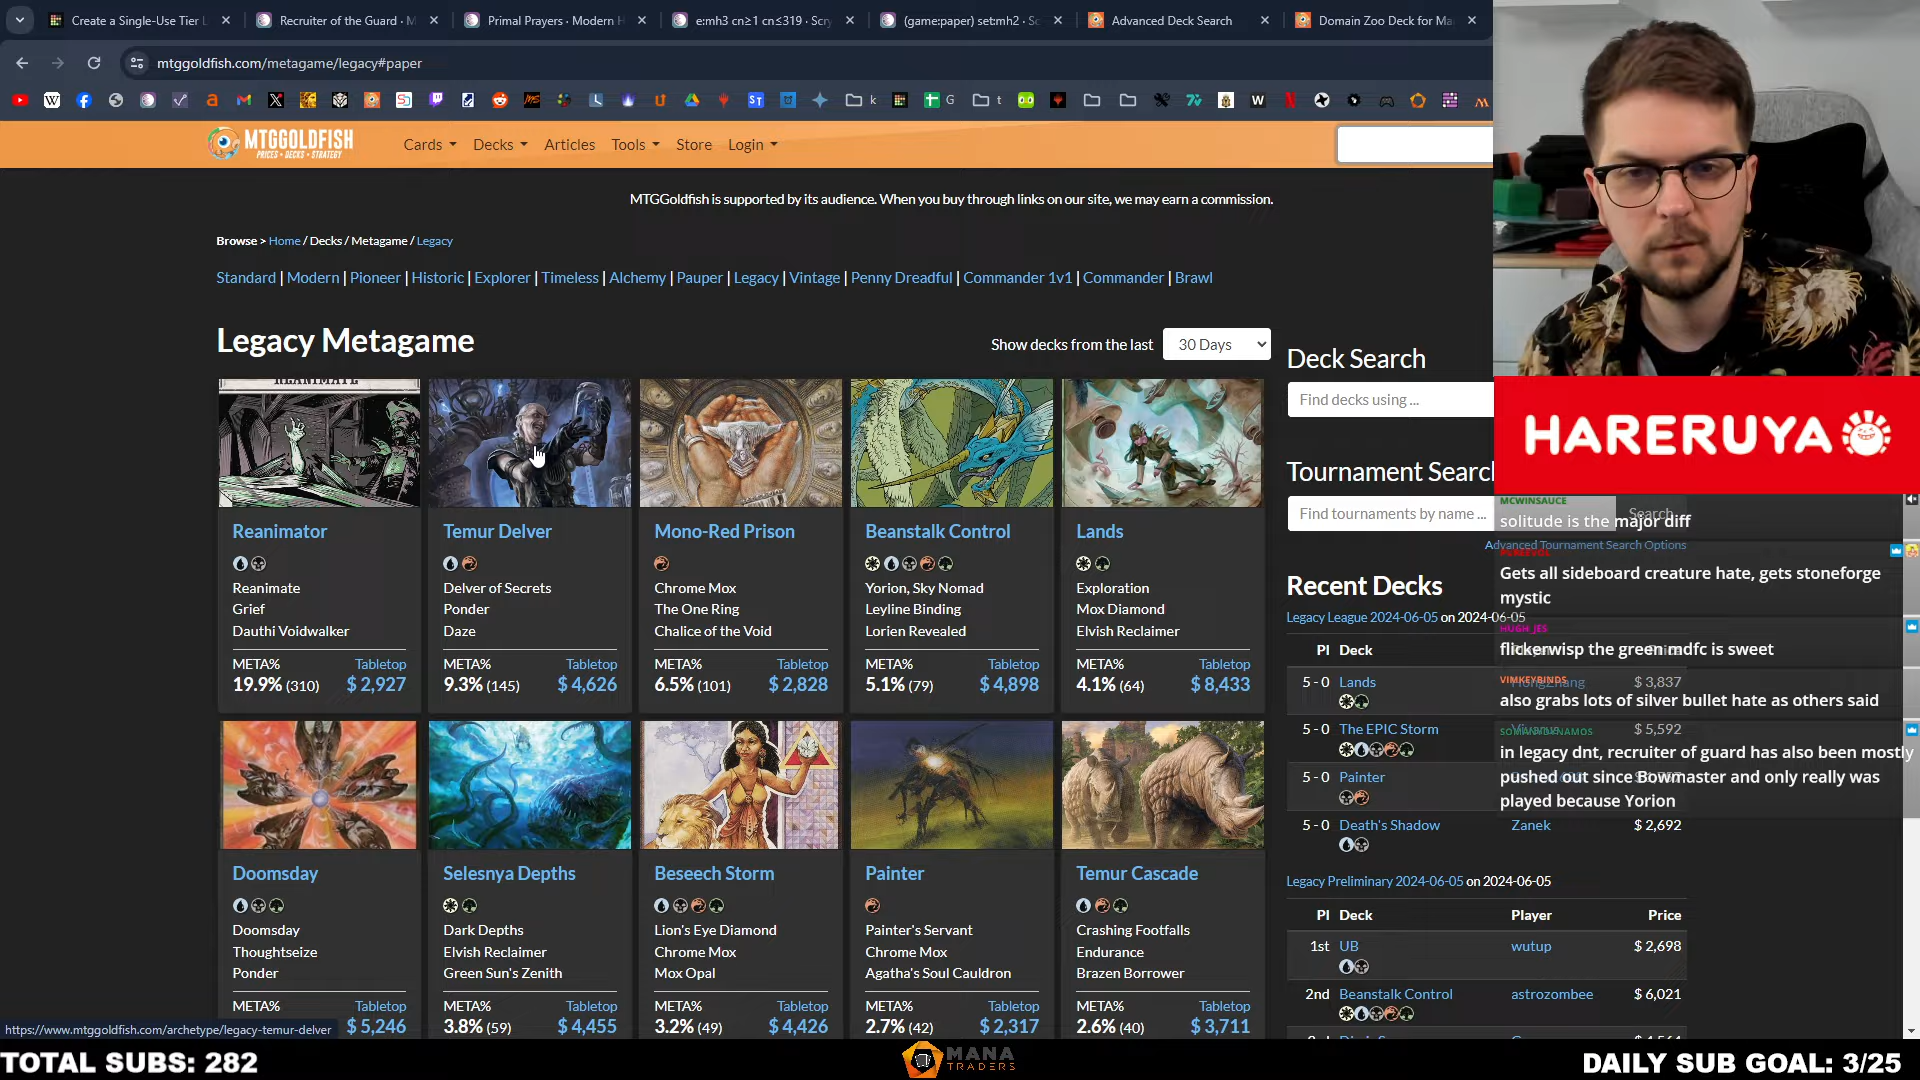 Create a Single-Use Tier L
Recruiter of the Guard · M
Primal Prayers · Modern H
e:mh3 cn≥1 cn≤319 · Scry
(game:paper) set:mh2 · Sc
Advanced Deck Search
Domain Zoo Deck for Ma
mtggoldfish.com/metagame/legacy#paper
MTGGOLDFISH
PRICES • DECKS • STRATEGY
Cards
Decks
Articles
Tools
Store
Login
MTGGoldfish is supported by its audience. When you buy through links on our site, we may earn a commission.
Browse > Home / Decks / Metagame / Legacy
Standard | Modern | Pioneer | Historic | Explorer | Timeless | Alchemy | Pauper | Legacy | Vintage | Penny Dreadful | Commander 1v1 | Commander | Brawl
Legacy Metagame
Show decks from the last
30 Days
REANIMATE
Reanimator
Reanimate
Grief
Dauthi Voidwalker
META%
Tabletop
19.9% (310)
$ 2,927
Temur Delver
Delver of Secrets
Ponder
Daze
META%
Tabletop
9.3% (145)
$ 4,626
Mono-Red Prison
Chrome Mox
The One Ring
Chalice of the Void
META%
Tabletop
6.5% (101)
$ 2,828
Beanstalk Control
Yorion, Sky Nomad
Leyline Binding
Lorien Revealed
META%
Tabletop
5.1% (79)
$ 4,898
Lands
Exploration
Mox Diamond
Elvish Reclaimer
META%
Tabletop
4.1% (64)
$ 8,433
Doomsday
Doomsday
Thoughtseize
Ponder
META%
Tabletop
$ 5,246
Selesnya Depths
Dark Depths
Elvish Reclaimer
Green Sun's Zenith
META%
Tabletop
3.8% (59)
$ 4,455
Beseech Storm
Lion's Eye Diamond
Chrome Mox
Mox Opal
META%
Tabletop
3.2% (49)
$ 4,426
Painter
Painter's Servant
Chrome Mox
Agatha's Soul Cauldron
META%
Tabletop
2.7% (42)
$ 2,317
Temur Cascade
Crashing Footfalls
Endurance
Brazen Borrower
META%
Tabletop
2.6% (40)
$ 3,711
https://www.mtggoldfish.com/archetype/legacy-temur-delver
Deck Search
Find decks using ...
Tournament Search
Find tournaments by name ...
Search
Advanced Tournament Search Options
Recent Decks
Legacy League 2024-06-05 on 2024-06-05
Pl Deck
5 - 0 Lands
HongZhang
$ 3,837
5 - 0 The EPIC Storm
$ 5,592
5 - 0 Painter
5 - 0 Death's Shadow
Zanek
$ 2,692
Legacy Preliminary 2024-06-05 on 2024-06-05
Pl Deck
Player
Price
1st UB
wutup
$ 2,698
2nd Beanstalk Control
astrozombee
$ 6,021
HARERUYA
MCWINSAUCE
solitude is the major diff
Gets all sideboard creature hate, gets stoneforge
mystic
HUGH_JES
flickerwisp the green mdfc is sweet
VIMKEYBINDS
also grabs lots of silver bullet hate as others said
in legacy dnt, recruiter of guard has also been mostly
pushed out since Bowmaster and only really was
played because Yorion
TOTAL SUBS: 282
MANA
TRADERS
DAILY SUB GOAL: 3/25